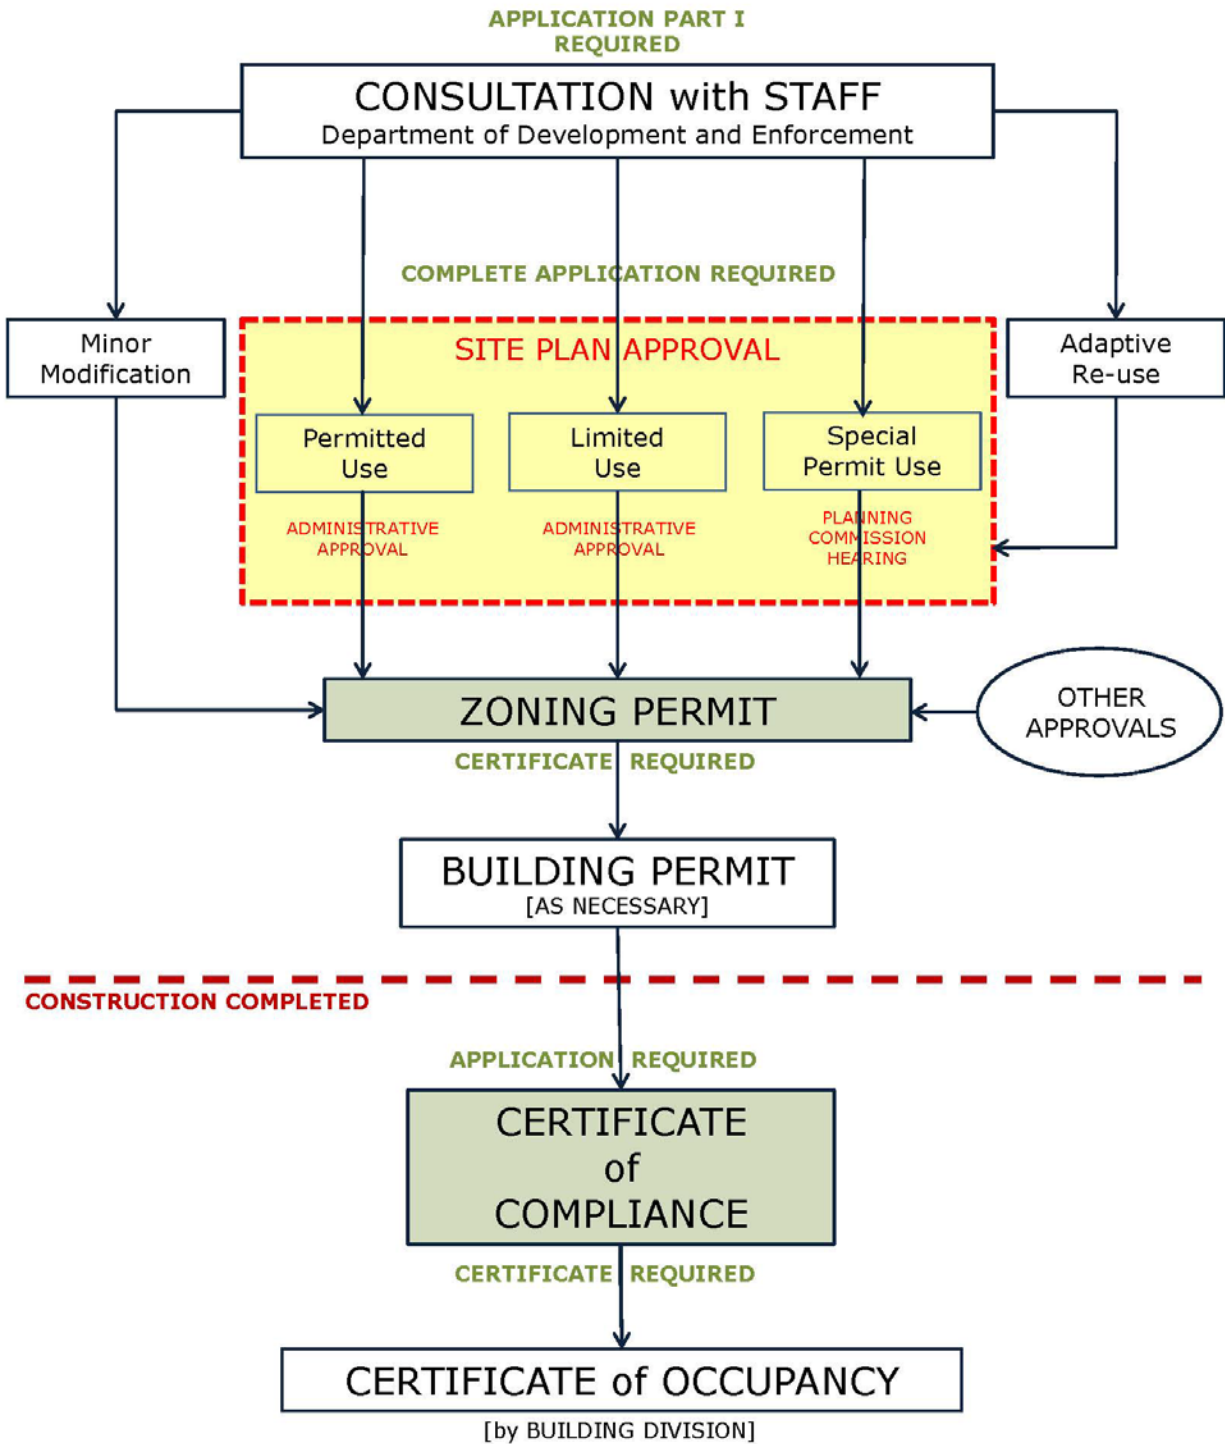 APPLICATION PART I
REQUIRED
CONSULTATION with STAFF
Department of Development and Enforcement
COMPLETE APPLICATION REQUIRED
Minor
Modification
SITE PLAN APPROVAL
Adaptive
Re-use
Permitted
Use
Limited
Use
Special
Permit Use
ADMINISTRATIVE
APPROVAL
ADMINISTRATIVE
APPROVAL
PLANNING
COMMISSION
HEARING
ZONING PERMIT
OTHER
APPROVALS
CERTIFICATE REQUIRED
BUILDING PERMIT
[AS NECESSARY]
CONSTRUCTION COMPLETED
APPLICATION REQUIRED
CERTIFICATE
of
COMPLIANCE
CERTIFICATE REQUIRED
CERTIFICATE of OCCUPANCY
[by BUILDING DIVISION]